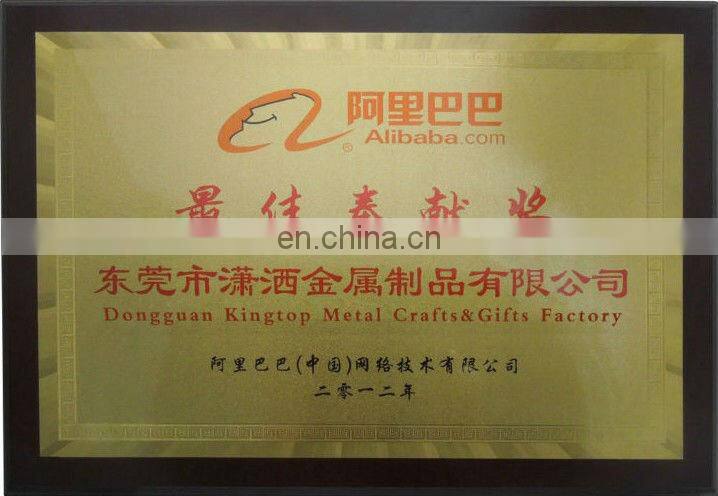 阿里巴巴
Alibaba.com
®
最佳奉献奖
en.china.cn
东莞市潇洒金属制品有限公司
Dongguan Kingtop Metal Crafts&Gifts Factory
阿里巴巴(中国)网络技术有限公司
二零一二年